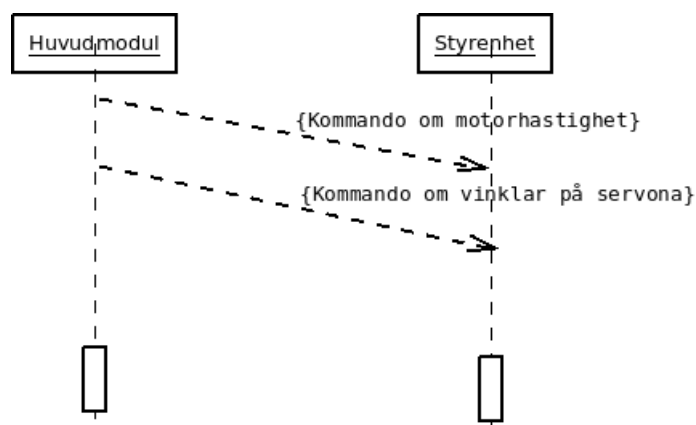 Huvudmodul
Styrenhet
{Kommando om motorhastighet}
{Kommando om vinklar på servona}